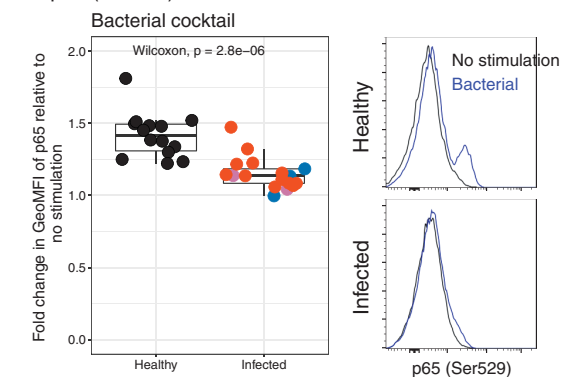 Bacterial cocktail
Fold change in GeoMFI of p65 relative to
no stimulation
2.0
1.5
1.0
0.5
0.0
Wilcoxon, p = 2.8e−06
Healthy
Infected
Healthy
No stimulation
Bacterial
Infected
p65 (Ser529)